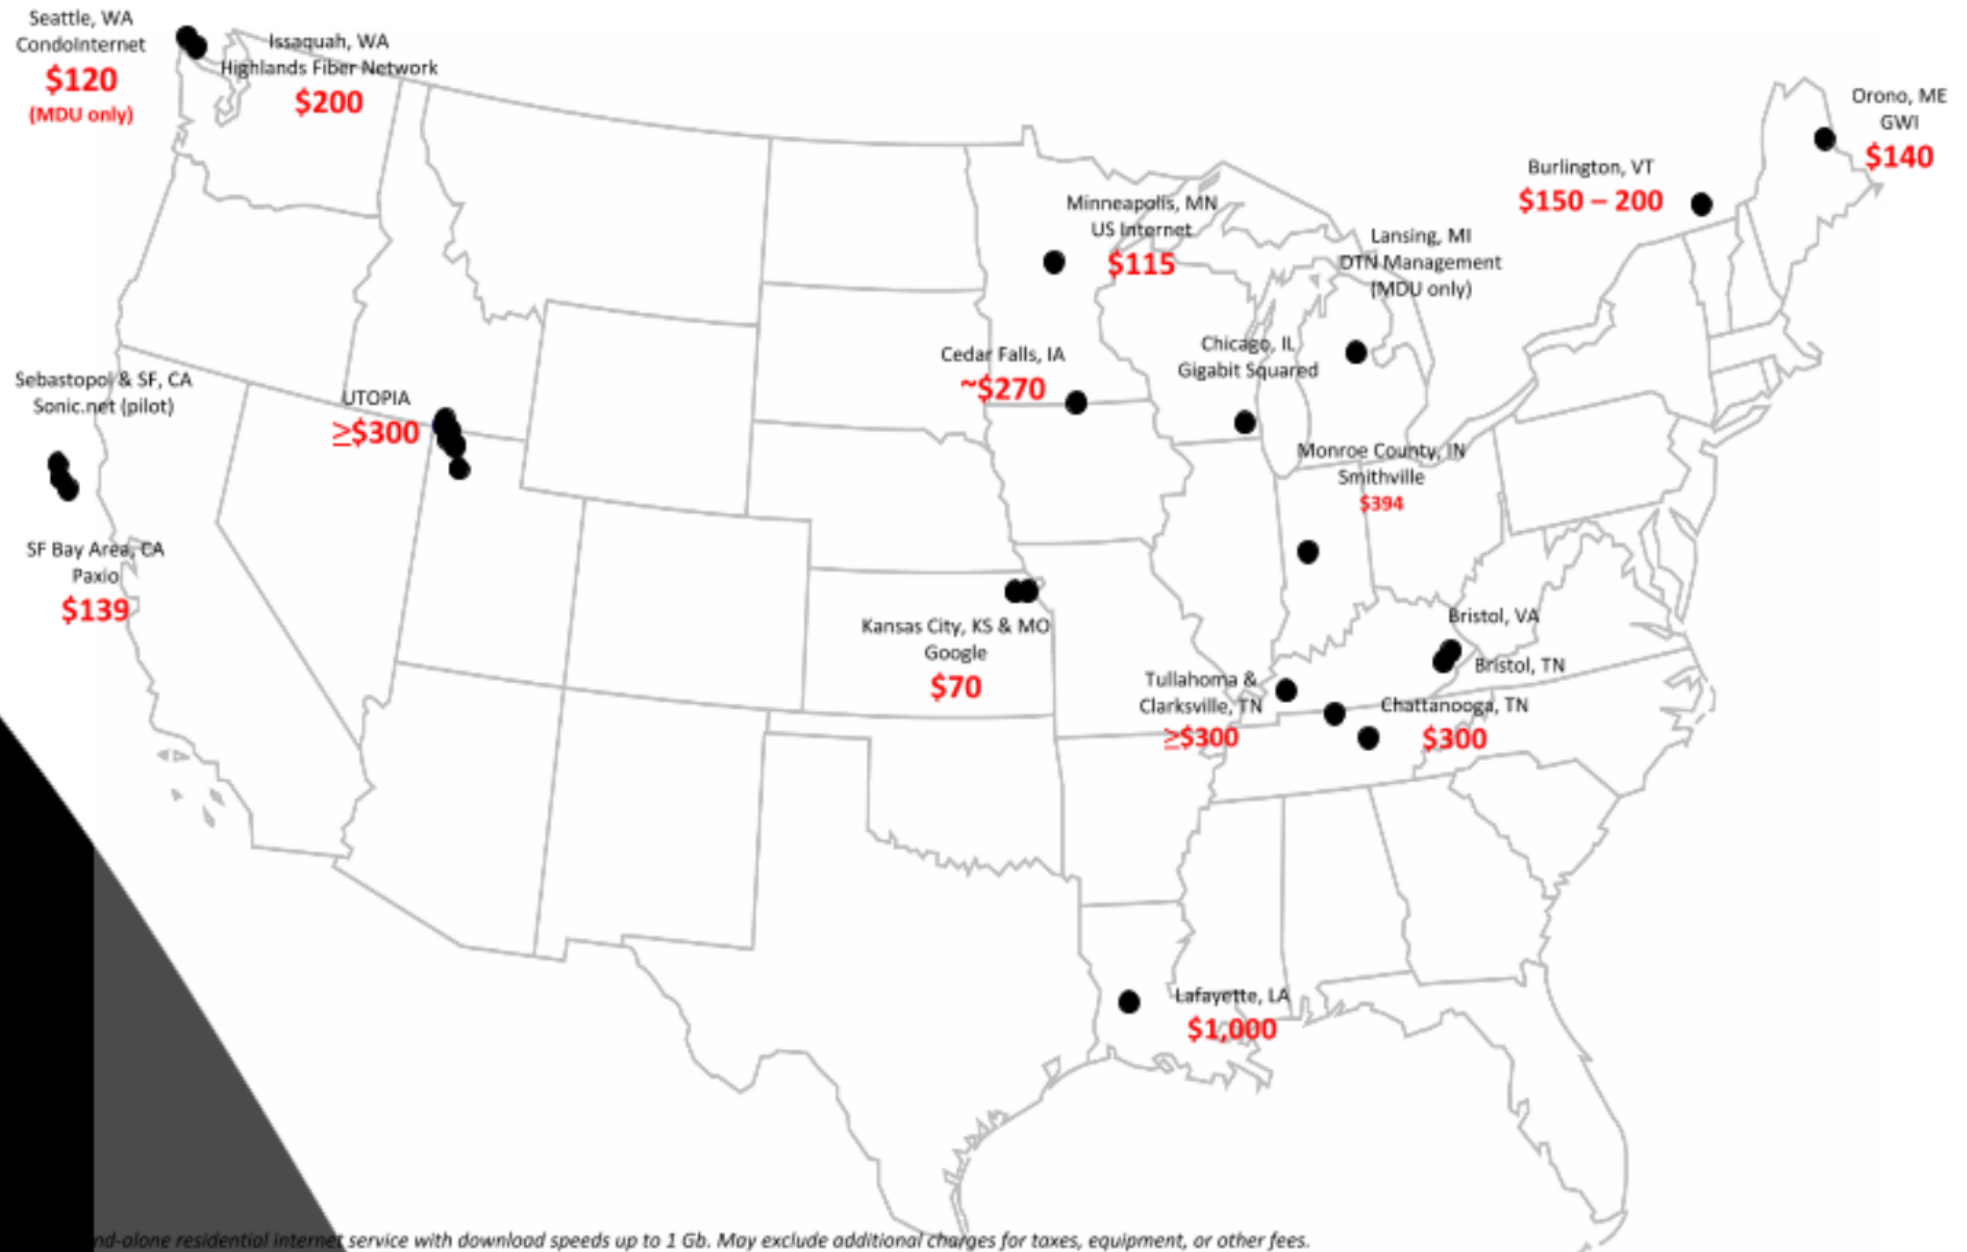 Seattle, WA
CondoInternet
$120
(MDU only)
Issaquah, WA
Highlands Fiber Network
$200
Orono, ME
GWI
$140
Burlington, VT
$150 – 200
Minneapolis, MN
US Internet
$115
Lansing, MI
DTN Management
(MDU only)
Chicago, IL
Gigabit Squared
Cedar Falls, IA
~$270
Sebastopol & SF, CA
Sonic.net (pilot)
UTOPIA
≥$300
Monroe County, IN
Smithville
$394
SF Bay Area, CA
Paxio
$139
Kansas City, KS & MO
Google
$70
Bristol, VA
Bristol, TN
Tullahoma &
Clarksville, TN
≥$300
Chattanooga, TN
$300
Lafayette, LA
$1,000
nd-alone residential internet service with download speeds up to 1 Gb. May exclude additional charges for taxes, equipment, or other fees.